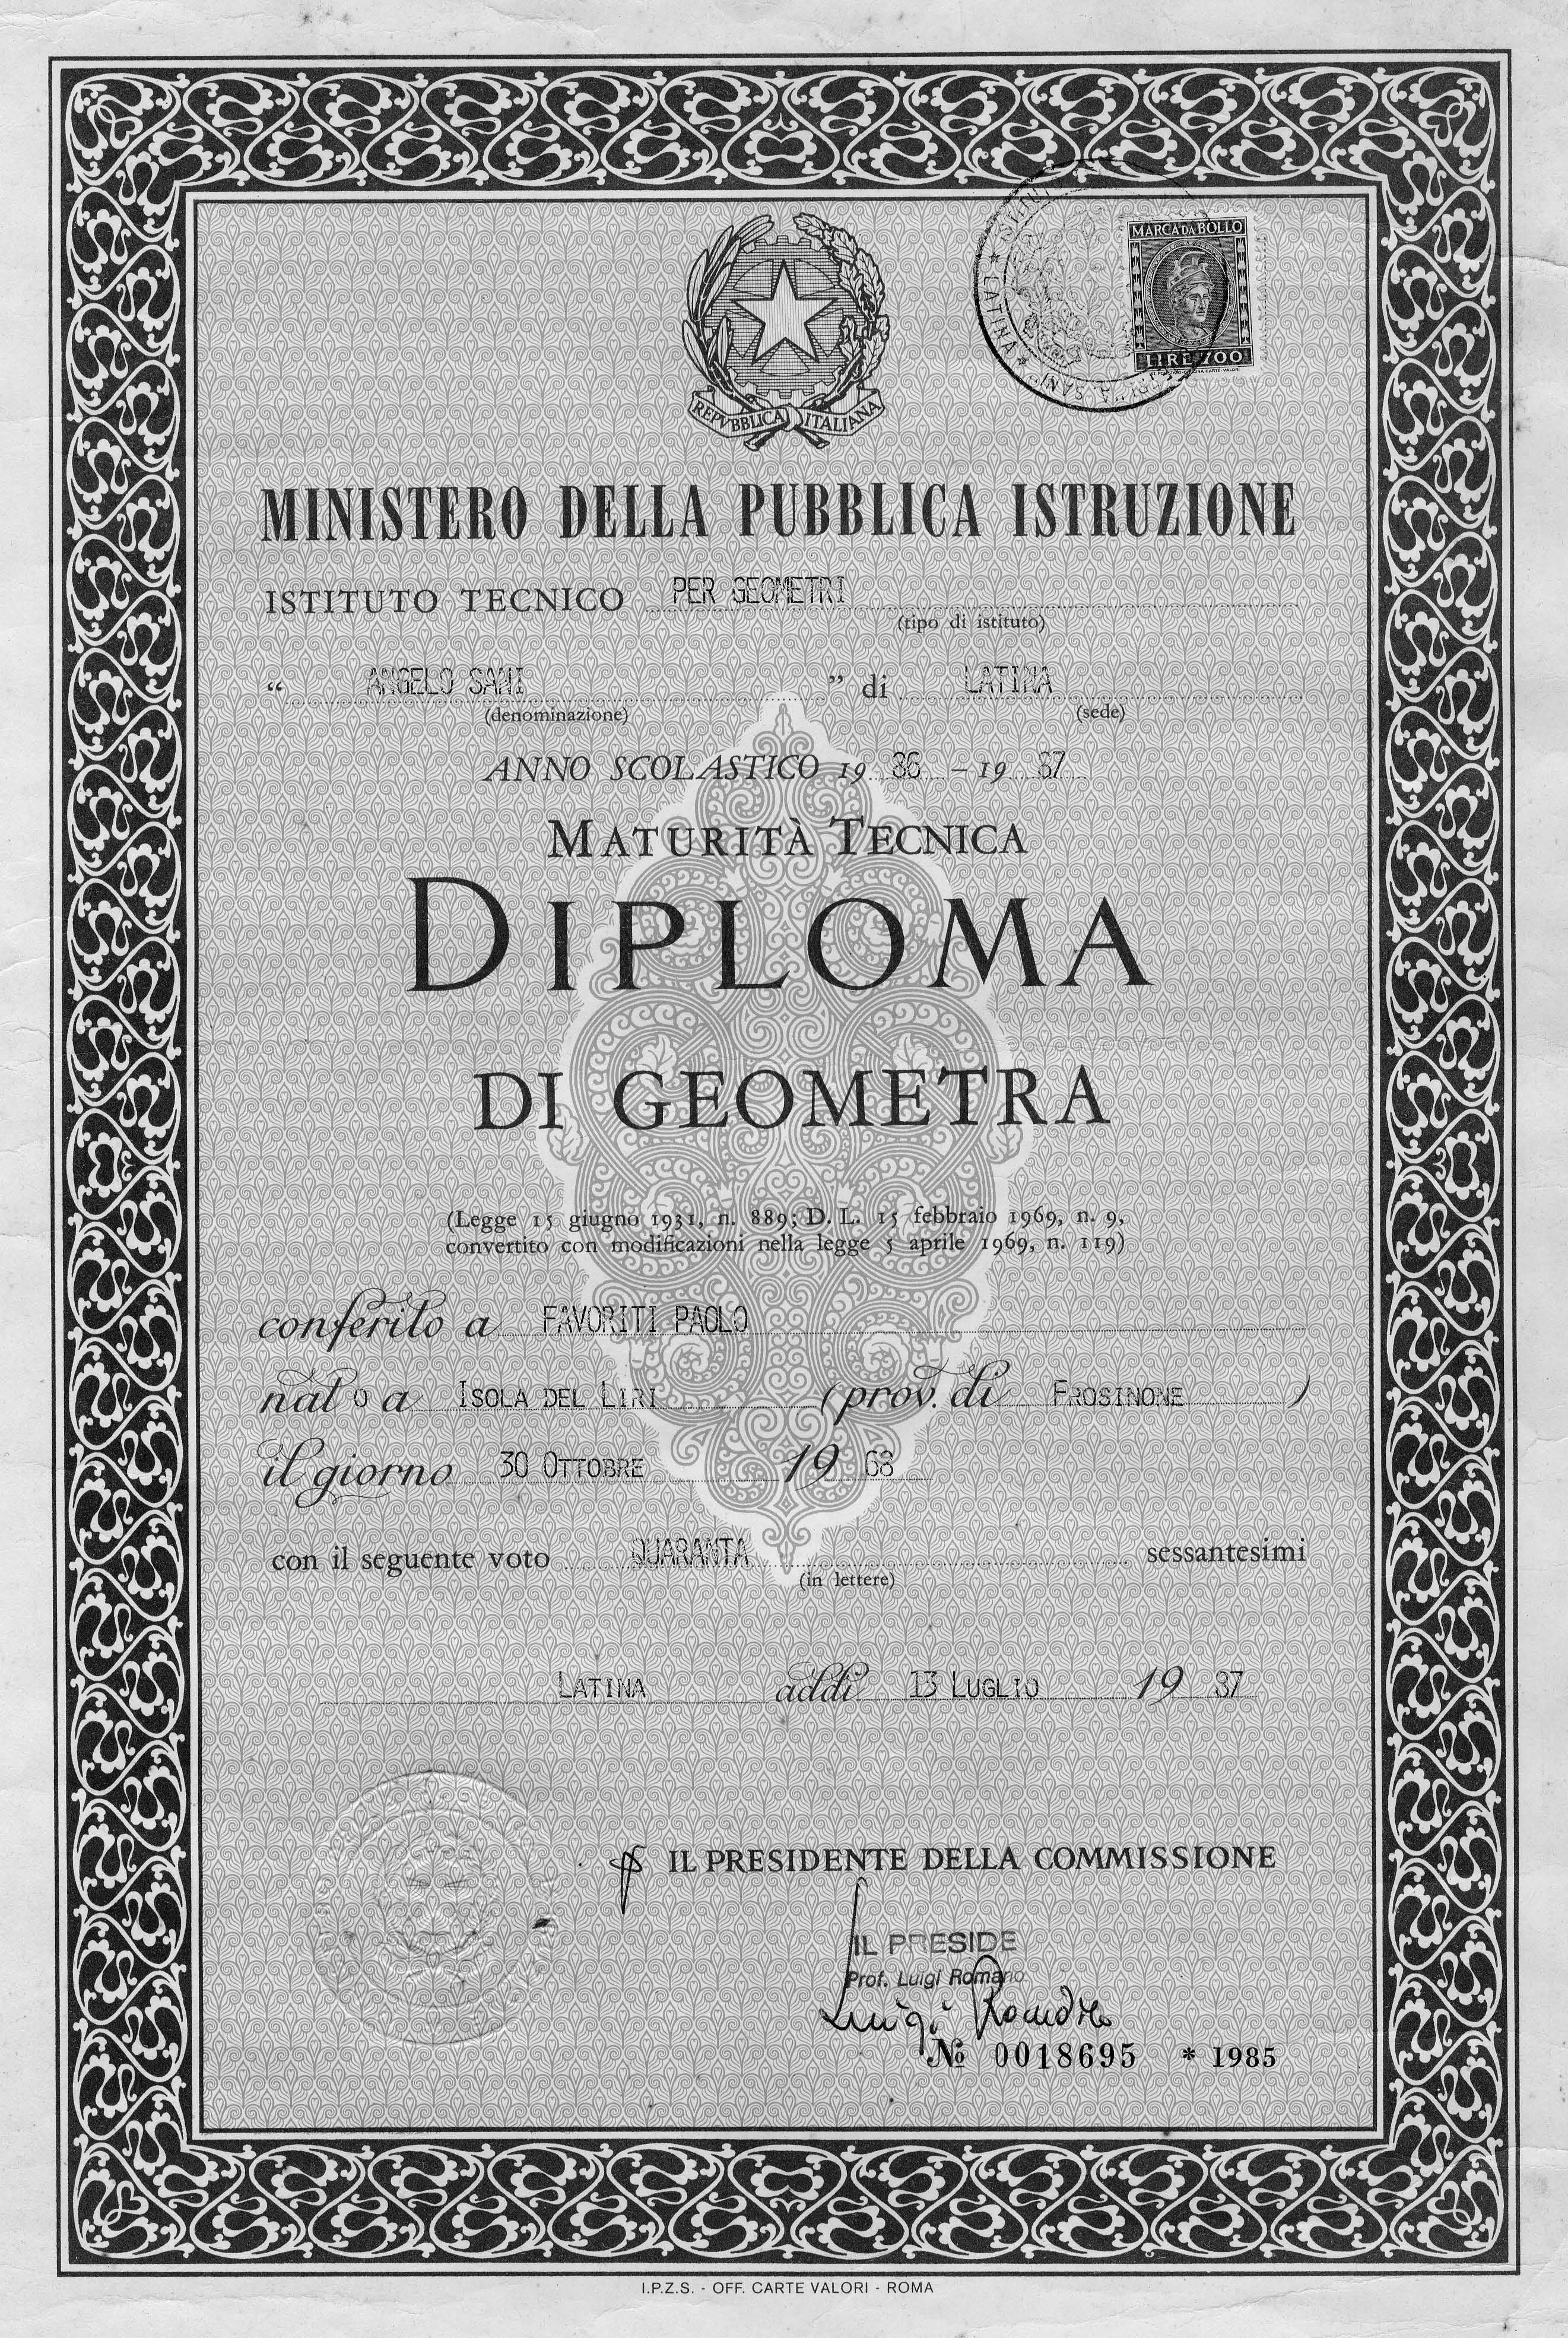 MARCA DA BOLLO
LIRE 700
ISTITUTO
* LATINA *
"A. SANI"
REPVBBLICA ITALIANA
MINISTERO DELLA PUBBLICA ISTRUZIONE
ISTITUTO TECNICO PER GEOMETRI
(tipo di istituto)
“ ANGELO SANI ” di LATINA
(denominazione) (sede)
ANNO SCOLASTICO 19 86 - 19 87
MATURITÀ TECNICA
DIPLOMA
DI GEOMETRA
(Legge 15 giugno 1931, n. 889; D. L. 15 febbraio 1969, n. 9,
convertito con modificazioni nella legge 5 aprile 1969, n. 119)
conferito a FAVORITI PAOLO
nato a ISOLA DEL LIRI (prov. di FROSINONE )
il giorno 30 OTTOBRE 19 68
con il seguente voto QUARANTA sessantesimi
(in lettere)
LATINA addì 13 LUGLIO 19 87
IL PRESIDENTE DELLA COMMISSIONE
IL PRESIDE
Prof. Luigi Romano
Luigi Romano
No 0018695 * 1985
I.P.Z.S. - OFF. CARTE VALORI - ROMA